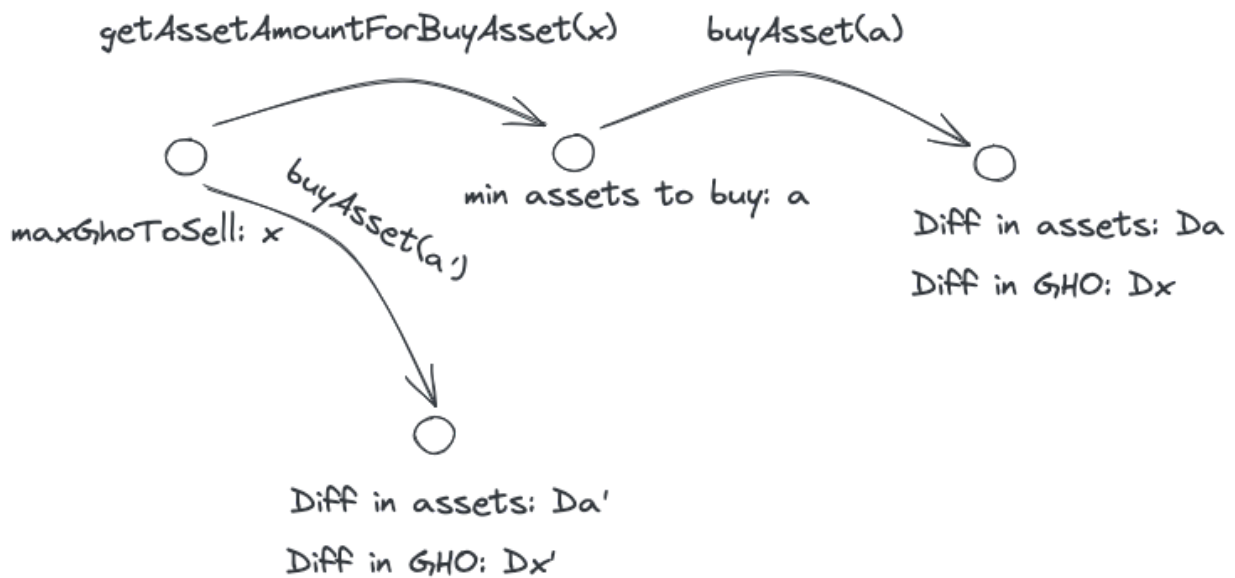 getAssetAmountForBuyAsset(x)
buyAsset(a)
buyAsset(a')
maxGhoToSell: x
min assets to buy: a
Diff in assets: Da
Diff in GHO: Dx
Diff in assets: Da'
Diff in GHO: Dx'